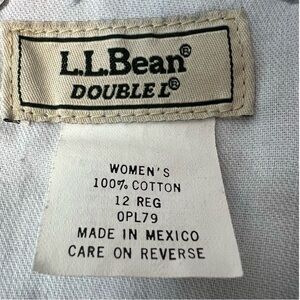 L.L.Bean®
DOUBLE L®
WOMEN'S
100% COTTON
12 REG
0PL79
MADE IN MEXICO
CARE ON REVERSE